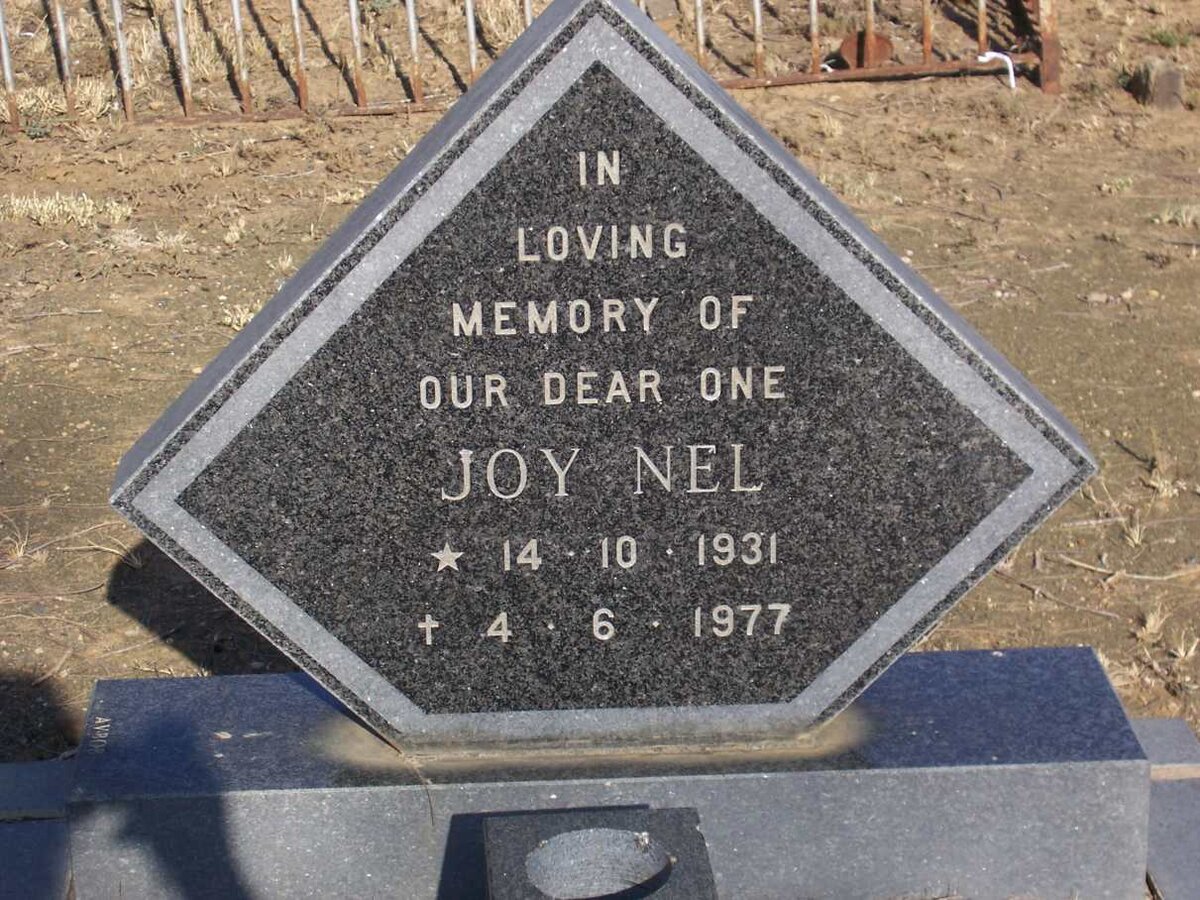 IN
LOVING
MEMORY OF
OUR DEAR ONE
JOY NEL
★ 14 · 10 · 1931
✝ 4 · 6 · 1977